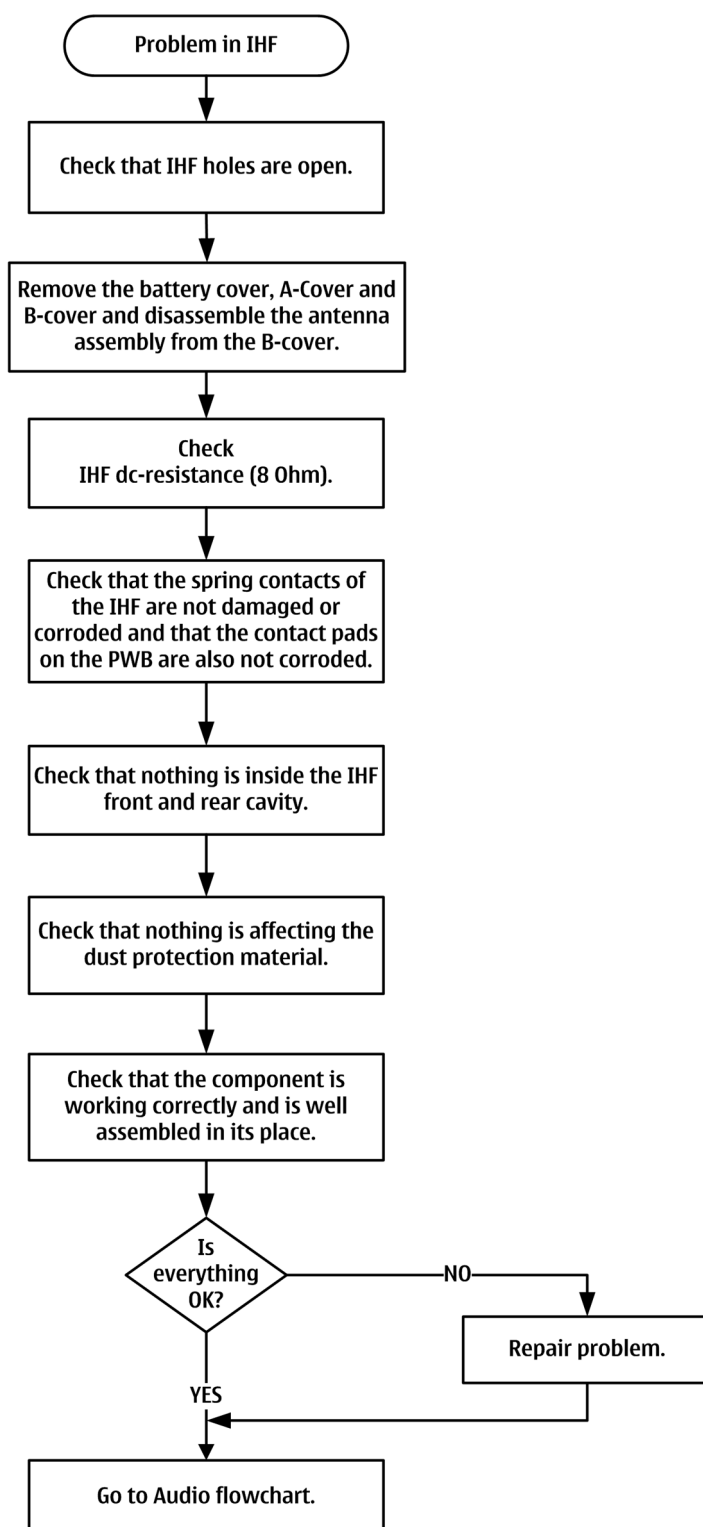 Problem in IHF
Check that IHF holes are open.
Remove the battery cover, A-Cover and
B-cover and disassemble the antenna
assembly from the B-cover.
Check
IHF dc-resistance (8 Ohm).
Check that the spring contacts of
the IHF are not damaged or
corroded and that the contact pads
on the PWB are also not corroded.
Check that nothing is inside the IHF
front and rear cavity.
Check that nothing is affecting the
dust protection material.
Check that the component is
working correctly and is well
assembled in its place.
Is
everything
OK?
NO
Repair problem.
YES
Go to Audio flowchart.